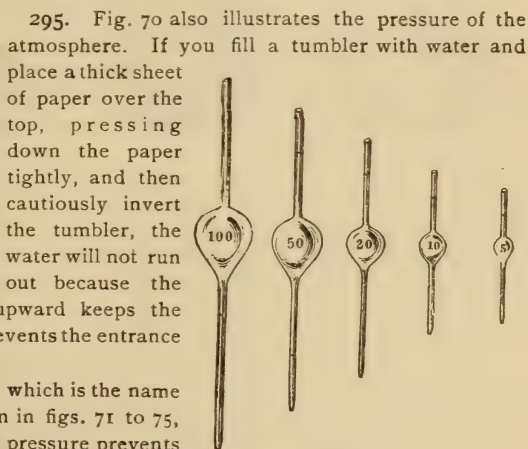 295. Fig. 70 also illustrates the pressure of the
atmosphere. If you fill a tumbler with water and
place a thick sheet
of paper over the
top, pressing
down the paper
tightly, and then
cautiously invert
the tumbler, the
water will not run
out because the
upward keeps the
events the entrance
which is the name
n in figs. 71 to 75,
pressure prevents
100
50
20
10
5